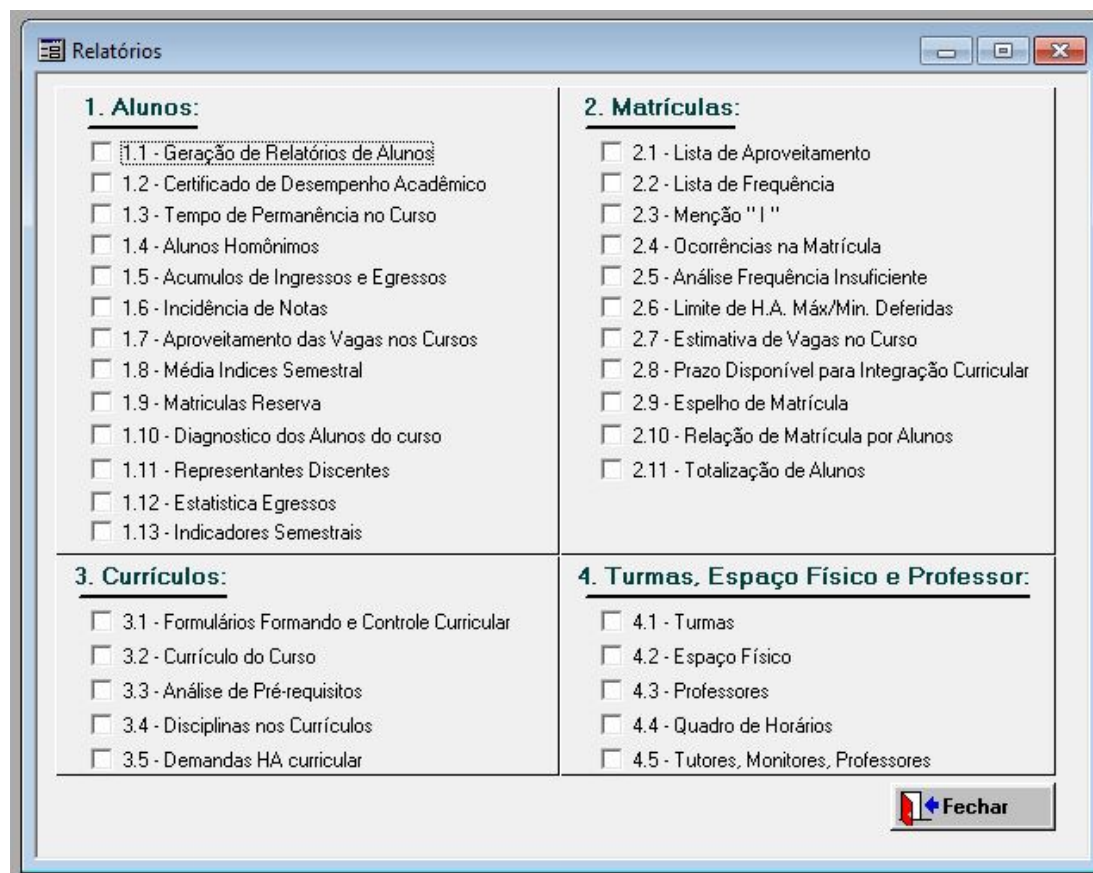 Relatórios
1. Alunos:
1.1 - Geração de Relatórios de Alunos
1.2 - Certificado de Desempenho Acadêmico
1.3 - Tempo de Permanência no Curso
1.4 - Alunos Homônimos
1.5 - Acumulos de Ingressos e Egressos
1.6 - Incidência de Notas
1.7 - Aproveitamento das Vagas nos Cursos
1.8 - Média Indices Semestral
1.9 - Matriculas Reserva
1.10 - Diagnostico dos Alunos do curso
1.11 - Representantes Discentes
1.12 - Estatistica Egressos
1.13 - Indicadores Semestrais
2. Matrículas:
2.1 - Lista de Aproveitamento
2.2 - Lista de Frequência
2.3 - Menção " I "
2.4 - Ocorrências na Matrícula
2.5 - Análise Frequência Insuficiente
2.6 - Limite de H.A. Máx/Min. Deferidas
2.7 - Estimativa de Vagas no Curso
2.8 - Prazo Disponível para Integração Curricular
2.9 - Espelho de Matrícula
2.10 - Relação de Matrícula por Alunos
2.11 - Totalização de Alunos
3. Currículos:
3.1 - Formulários Formando e Controle Curricular
3.2 - Currículo do Curso
3.3 - Análise de Pré-requisitos
3.4 - Disciplinas nos Currículos
3.5 - Demandas HA curricular
4. Turmas, Espaço Físico e Professor:
4.1 - Turmas
4.2 - Espaço Físico
4.3 - Professores
4.4 - Quadro de Horários
4.5 - Tutores, Monitores, Professores
Fechar